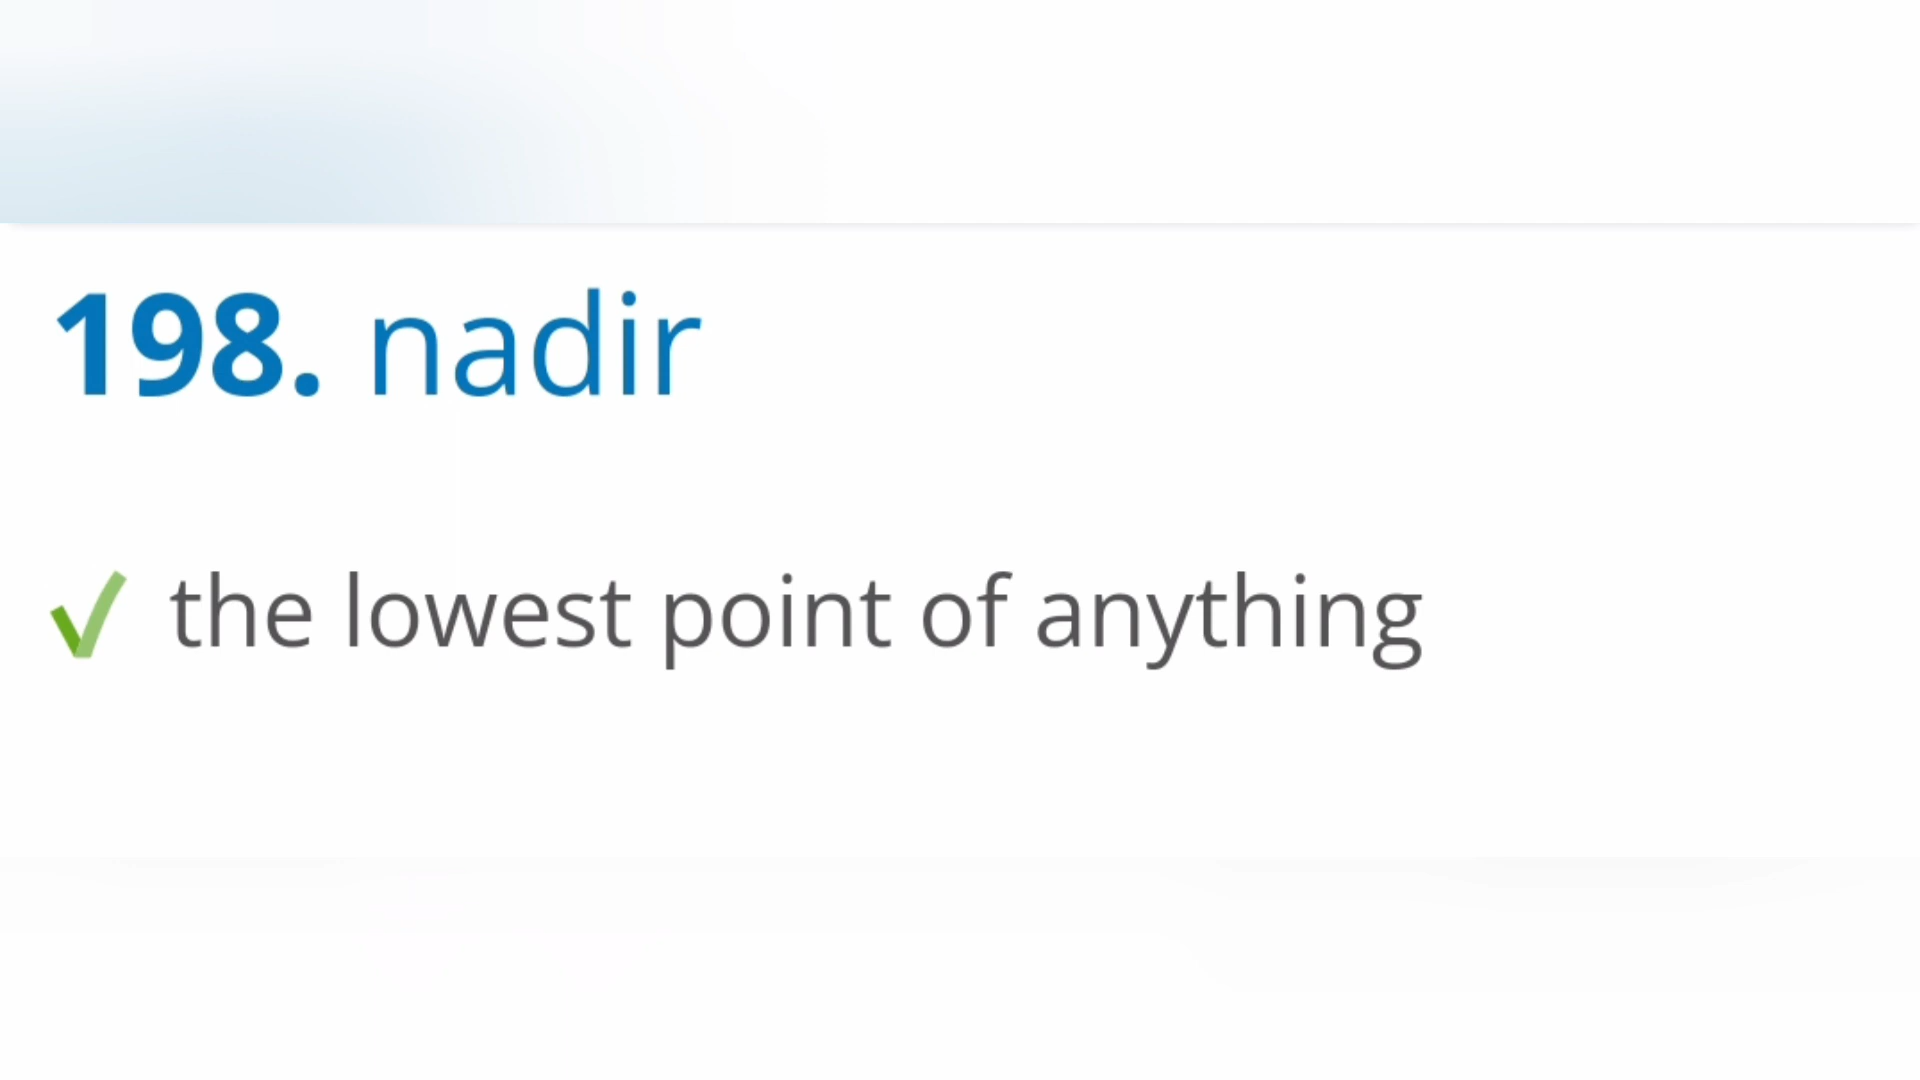 198. nadir
✓ the lowest point of anything